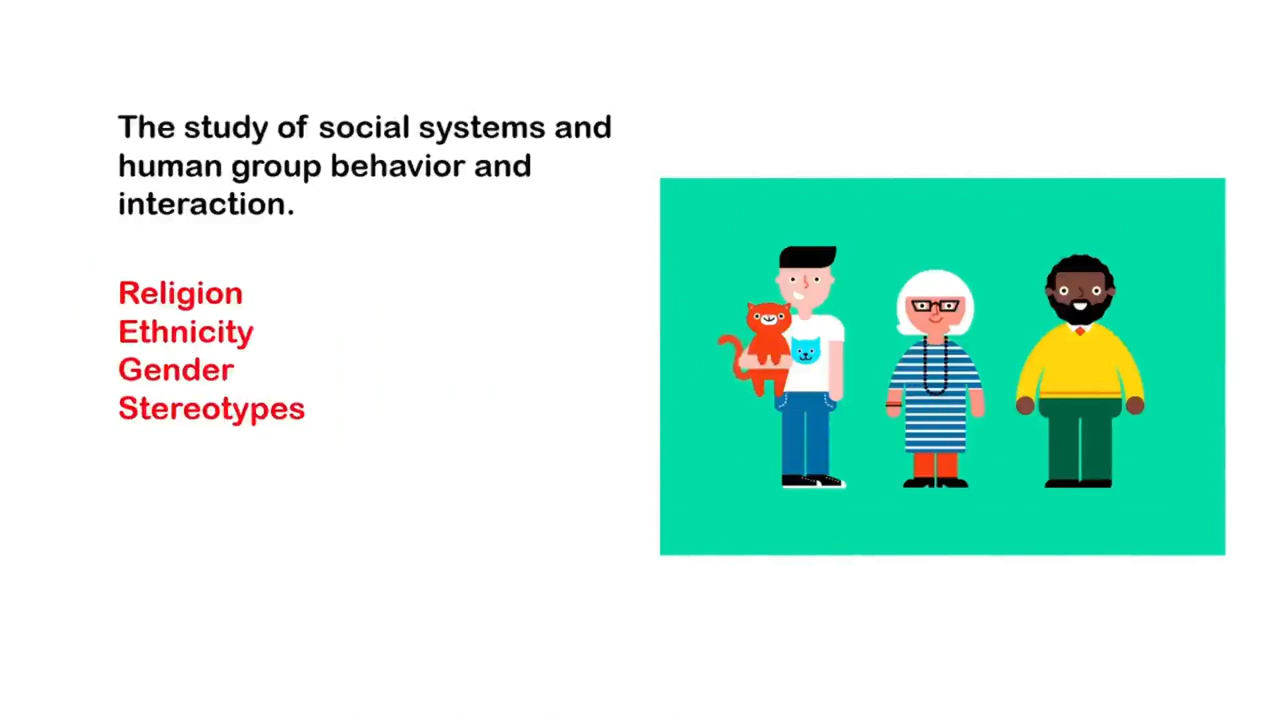 The study of social systems and
human group behavior and
interaction.
Religion
Ethnicity
Gender
Stereotypes